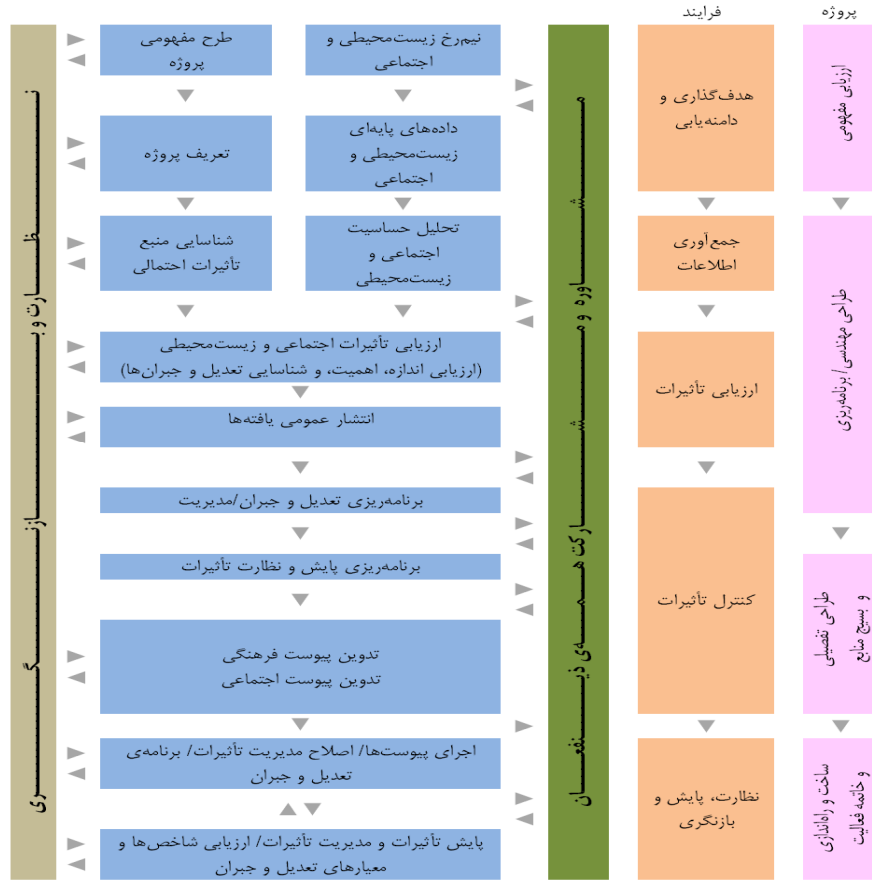 پروژه
ارزیابی مفهومی
طراحی مهندسی/برنامه‌ریزی
طراحی تفصیلی
و بسیج منابع
ساخت و راه‌اندازی
و خاتمه فعالیت
فرایند
هدف‌گذاری و
دامنه‌یابی
جمع‌آوری
اطلاعات
ارزیابی تأثیرات
کنترل تأثیرات
نظارت، پایش و
بازنگری
مشاوره و مشارکت همه‌ی ذینفعان
نیم‌رخ زیست‌محیطی و
اجتماعی
داده‌های پایه‌ای
زیست‌محیطی و
اجتماعی
تحلیل حساسیت
اجتماعی و
زیست‌محیطی
طرح مفهومی
پروژه
تعریف پروژه
شناسایی منبع
تأثیرات احتمالی
ارزیابی تأثیرات اجتماعی و زیست‌محیطی
(ارزیابی اندازه، اهمیت، و شناسایی تعدیل و جبران‌ها)
انتشار عمومی یافته‌ها
برنامه‌ریزی تعدیل و جبران/مدیریت
برنامه‌ریزی پایش و نظارت تأثیرات
تدوین پیوست فرهنگی
تدوین پیوست اجتماعی
اجرای پیوست‌ها/ اصلاح مدیریت تأثیرات/ برنامه‌ی
تعدیل و جبران
پایش تأثیرات و مدیریت تأثیرات/ ارزیابی شاخص‌ها و
معیارهای تعدیل و جبران
نظارت و بازنگری